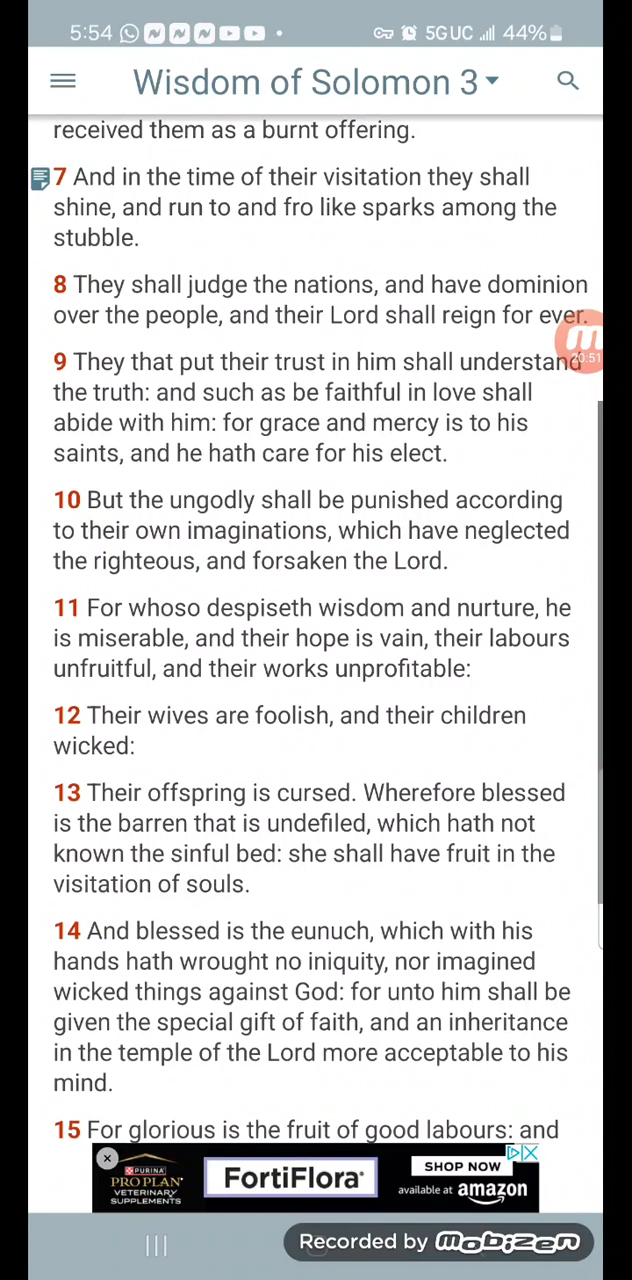 5:54 5GUC 44%
Wisdom of Solomon 3
received them as a burnt offering.
7 And in the time of their visitation they shall
shine, and run to and fro like sparks among the
stubble.
8 They shall judge the nations, and have dominion
over the people, and their Lord shall reign for ever.
m
20:51
9 They that put their trust in him shall understand
the truth: and such as be faithful in love shall
abide with him: for grace and mercy is to his
saints, and he hath care for his elect.
10 But the ungodly shall be punished according
to their own imaginations, which have neglected
the righteous, and forsaken the Lord.
11 For whoso despiseth wisdom and nurture, he
is miserable, and their hope is vain, their labours
unfruitful, and their works unprofitable:
12 Their wives are foolish, and their children
wicked:
13 Their offspring is cursed. Wherefore blessed
is the barren that is undefiled, which hath not
known the sinful bed: she shall have fruit in the
visitation of souls.
14 And blessed is the eunuch, which with his
hands hath wrought no iniquity, nor imagined
wicked things against God: for unto him shall be
given the special gift of faith, and an inheritance
in the temple of the Lord more acceptable to his
mind.
15 For glorious is the fruit of good labours: and
PURINA
PRO PLAN
VETERINARY
SUPPLEMENTS
FortiFlora
SHOP NOW
available at amazon
Recorded by mobizen